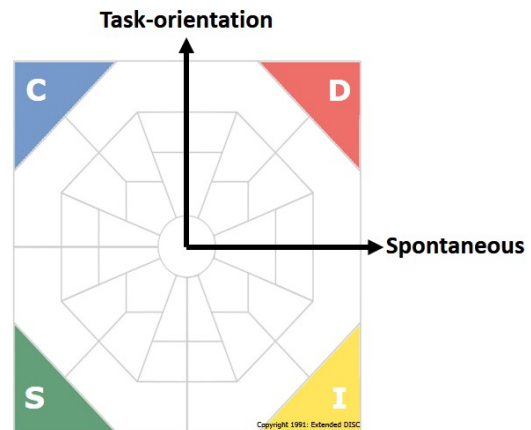 Task-orientation
C
D
Spontaneous
S
I
Copyright 1991: Extended DISC